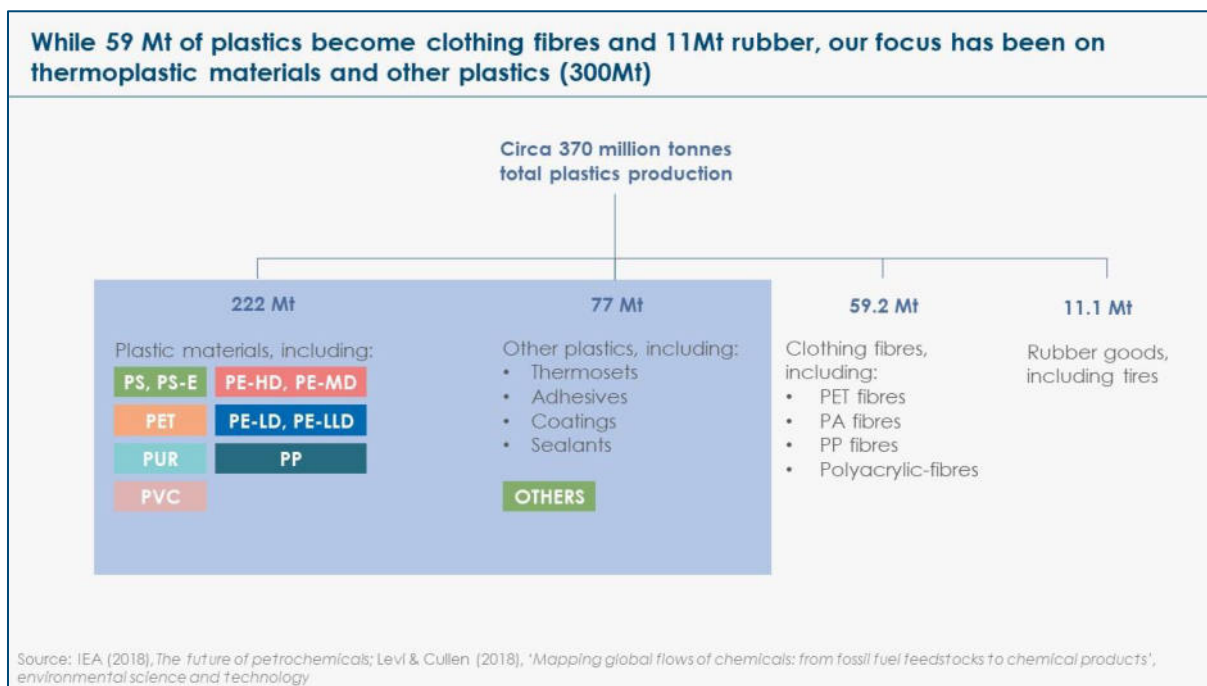 While 59 Mt of plastics become clothing fibres and 11Mt rubber, our focus has been on
thermoplastic materials and other plastics (300Mt)
Circa 370 million tonnes
total plastics production
222 Mt
Plastic materials, including:
PS, PS-E
PE-HD, PE-MD
PET
PE-LD, PE-LLD
PUR
PP
PVC
77 Mt
Other plastics, including:
• Thermosets
• Adhesives
• Coatings
• Sealants
OTHERS
59.2 Mt
Clothing fibres,
including:
• PET fibres
• PA fibres
• PP fibres
• Polyacrylic-fibres
11.1 Mt
Rubber goods,
including tires
Source: IEA (2018), The future of petrochemicals; Levi & Cullen (2018), ‘Mapping global flows of chemicals: from fossil fuel feedstocks to chemical products’,
environmental science and technology